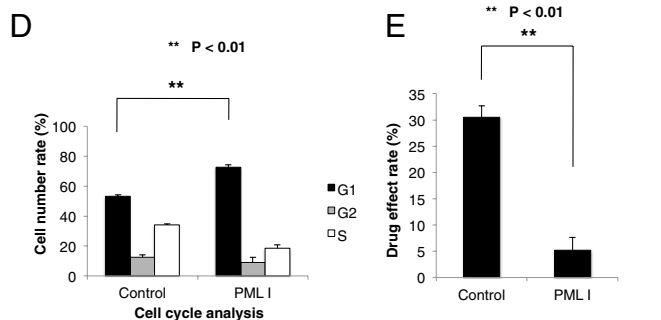 D
** P < 0.01
**
Cell number rate (%)
100
80
60
40
20
0
Control
PML I
Cell cycle analysis
G1
G2
S
E
** P < 0.01
**
Drug effect rate (%)
35
30
25
20
15
10
5
0
Control
PML I